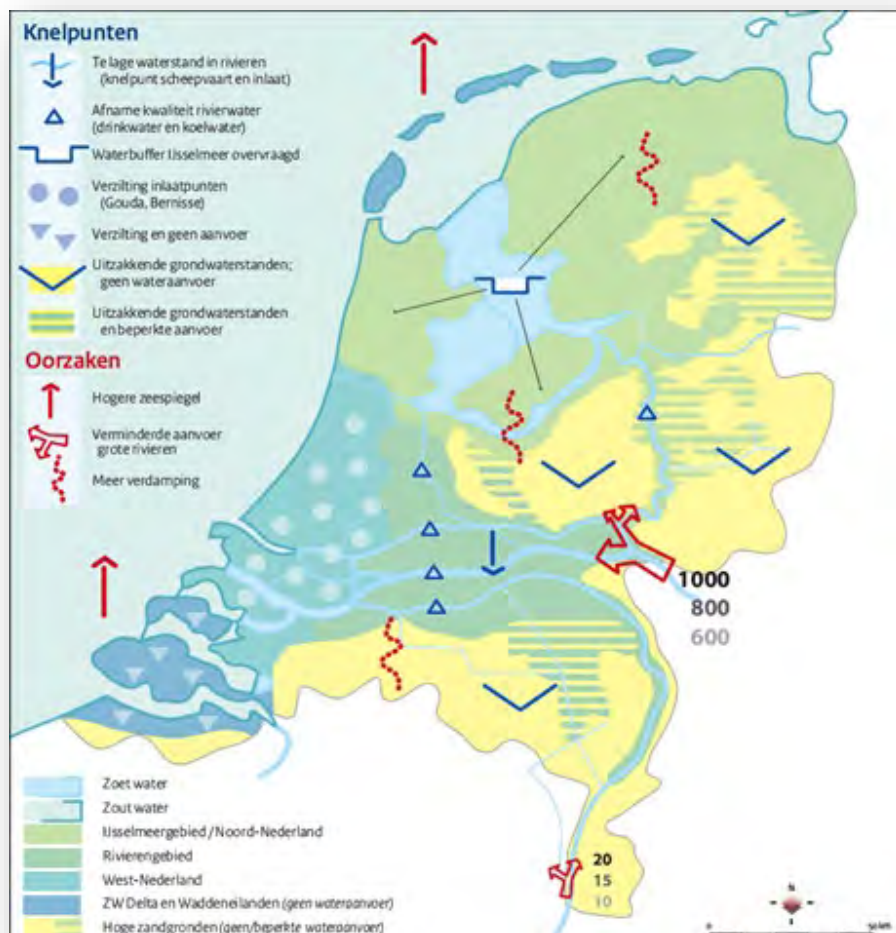 Knelpunten
Te lage waterstand in rivieren
(knelpunt scheepvaart en inlaat)
Afname kwaliteit rivierwater
(drinkwater en koelwater)
Waterbuffer IJsselmeer overvraagd
Verzilting inlaatpunten
(Gouda, Bernisse)
Verzilting en geen aanvoer
Uitzakkende grondwaterstanden;
geen wateraanvoer
Uitzakkende grondwaterstanden
en beperkte aanvoer
Oorzaken
Hogere zeespiegel
Verminderde aanvoer
grote rivieren
Meer verdamping
1000
800
600
Zoet water
Zout water
IJsselmeergebied / Noord-Nederland
Rivierengebied
West-Nederland
ZW Delta en Waddeneilanden (geen wateraanvoer)
Hoge zandgronden (geen/beperkte wateraanvoer)
20
15
10
N
0
50 km